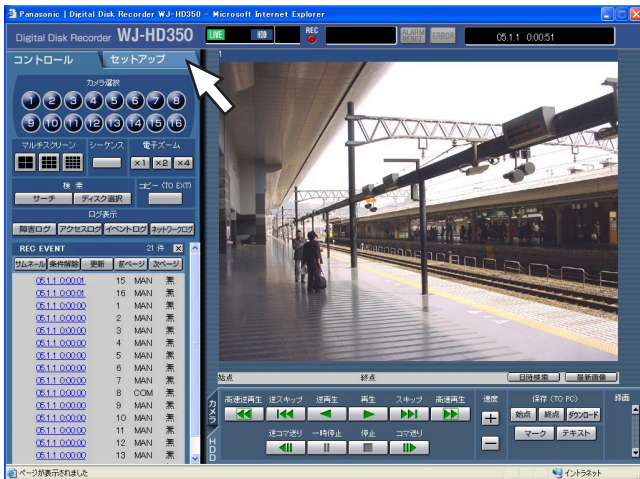 Panasonic | Digital Disk Recorder WJ-HD350 - Microsoft Internet Explorer
Digital Disk Recorder WJ-HD350
LIVE HDD REC ALARM RESET ERROR 05.1.1 0:00:51
コントロール セットアップ
1
カメラ選択
1 2 3 4 5 6 7 8
9 10 11 12 13 14 15 16
マルチスクリーン シーケンス 電子ズーム
×1 ×2 ×4
検 索 コピー (TO EXT)
サーチ ディスク選択
ログ表示
障害ログ アクセスログ イベントログ ネットワークログ
REC EVENT 21 件 X
サムネール 条件解除 更新 前ページ 次ページ
05.1.1 0:00:01 15 MAN 無
05.1.1 0:00:01 16 MAN 無
05.1.1 0:00:00 1 MAN 無
05.1.1 0:00:00 2 MAN 無
05.1.1 0:00:00 3 MAN 無
05.1.1 0:00:00 4 MAN 無
05.1.1 0:00:00 5 MAN 無
05.1.1 0:00:00 6 MAN 無
05.1.1 0:00:00 7 MAN 無
05.1.1 0:00:00 8 COM 無
05.1.1 0:00:00 9 MAN 無
05.1.1 0:00:00 10 MAN 無
05.1.1 0:00:00 11 MAN 無
05.1.1 0:00:00 12 MAN 無
05.1.1 0:00:00 13 MAN 無
始点 終点 日時検索 最新画像
カメラ
HDD
高速逆再生 逆スキップ 逆再生 再生 スキップ 高速再生 速度 保存 (TO PC) 録画
始点 終点 ダウンロード
逆コマ送り 一時停止 停止 コマ送り
マーク テキスト
ページが表示されました イントラネット